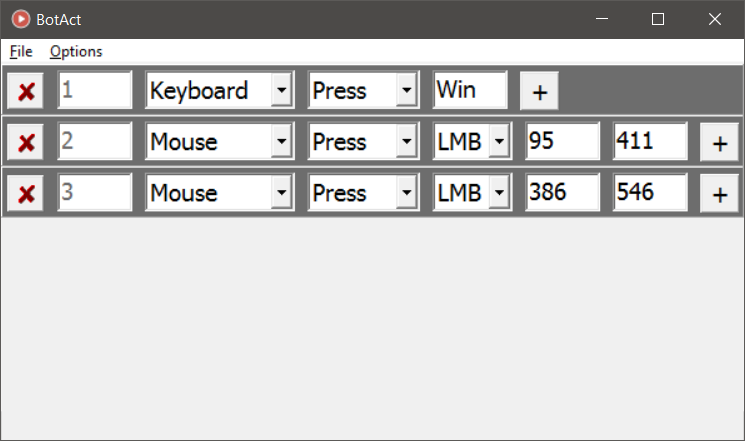 BotAct
File Options
1 Keyboard Press Win +
2 Mouse Press LMB 95 411 +
3 Mouse Press LMB 386 546 +